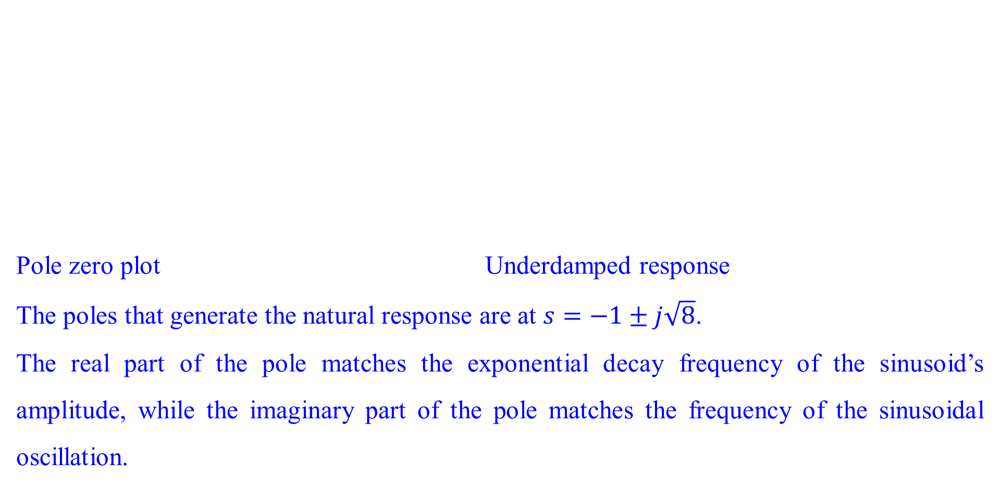 Pole zero plot Underdamped response
The poles that generate the natural response are at s = −1 ± j√8.
The real part of the pole matches the exponential decay frequency of the sinusoid’s
amplitude, while the imaginary part of the pole matches the frequency of the sinusoidal
oscillation.